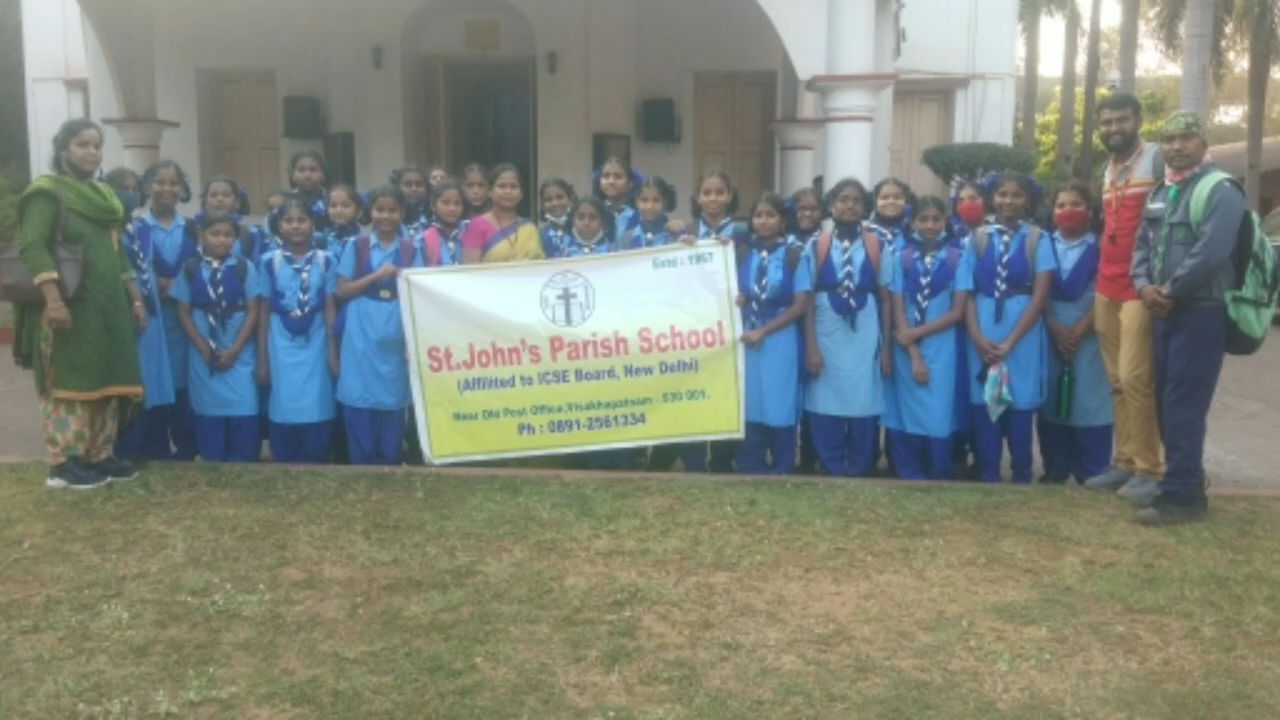 Estd : 1967
St.John's Parish School
(Affilited to ICSE Board, New Delhi)
Near Old Post Office, Visakhapatnam - 530 001.
Ph : 0891-2561334